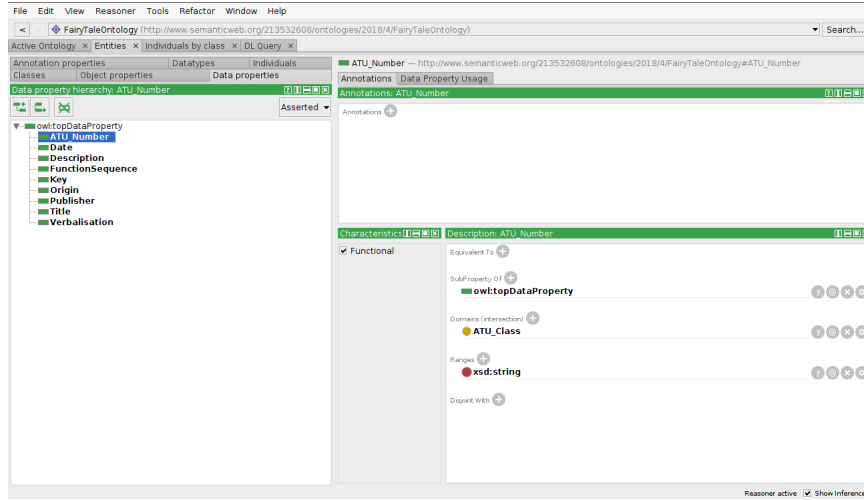 File Edit View Reasoner Tools Refactor Window Help
< FairyTaleOntology (http://www.semanticweb.org/213532608/ontologies/2018/4/FairyTaleOntology) Search...
Active Ontology × Entities × Individuals by class × DL Query ×
Annotation properties Datatypes Individuals
Classes Object properties Data properties
Data property hierarchy: ATU_Number
Asserted
owl:topDataProperty
ATU_Number
Date
Description
FunctionSequence
Key
Origin
Publisher
Title
Verbalisation
ATU_Number — http://www.semanticweb.org/213532608/ontologies/2018/4/FairyTaleOntology#ATU_Number
Annotations Data Property Usage
Annotations: ATU_Number
Annotations
Characteristics
Functional
Description: ATU_Number
Equivalent To
SubProperty Of
owl:topDataProperty
Domains (intersection)
ATU_Class
Ranges
xsd:string
Disjoint With
Reasoner active Show Inference